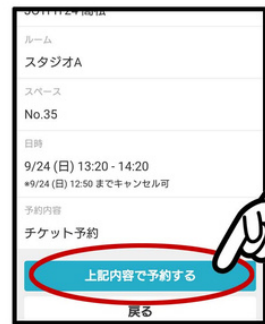 ルーム
スタジオA
スペース
No.35
日時
9/24 (日) 13:20 - 14:20
※9/24 (日) 12:50 までキャンセル可
予約内容
チケット予約
上記内容で予約する
戻る